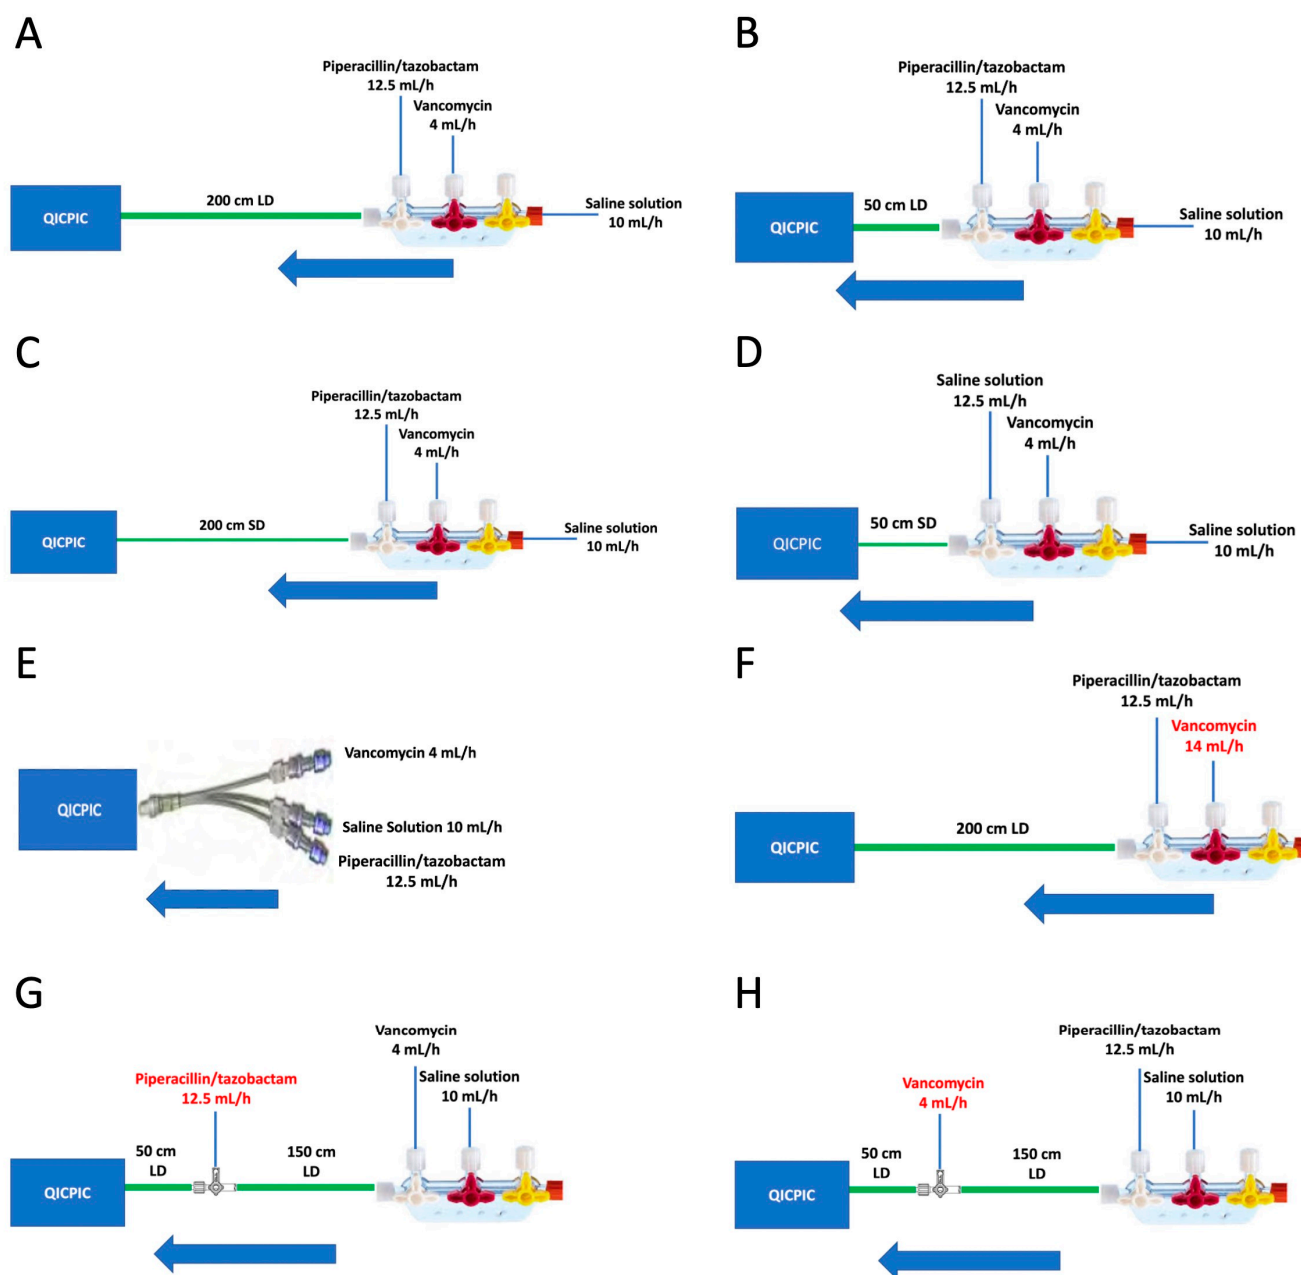 A
Piperacillin/tazobactam
12.5 mL/h
Vancomycin
4 mL/h
200 cm LD
QICPIC
Saline solution
10 mL/h
B
Piperacillin/tazobactam
12.5 mL/h
Vancomycin
4 mL/h
50 cm LD
QICPIC
Saline solution
10 mL/h
C
Piperacillin/tazobactam
12.5 mL/h
Vancomycin
4 mL/h
200 cm SD
QICPIC
Saline solution
10 mL/h
D
Saline solution
12.5 mL/h
Vancomycin
4 mL/h
50 cm SD
QICPIC
Saline solution
10 mL/h
E
Vancomycin 4 mL/h
QICPIC
Saline Solution 10 mL/h
Piperacillin/tazobactam
12.5 mL/h
F
Piperacillin/tazobactam
12.5 mL/h
Vancomycin
14 mL/h
200 cm LD
QICPIC
G
Vancomycin
4 mL/h
Piperacillin/tazobactam
12.5 mL/h
Saline solution
10 mL/h
50 cm
LD
150 cm
LD
QICPIC
H
Piperacillin/tazobactam
12.5 mL/h
Vancomycin
4 mL/h
Saline solution
10 mL/h
50 cm
LD
150 cm
LD
QICPIC